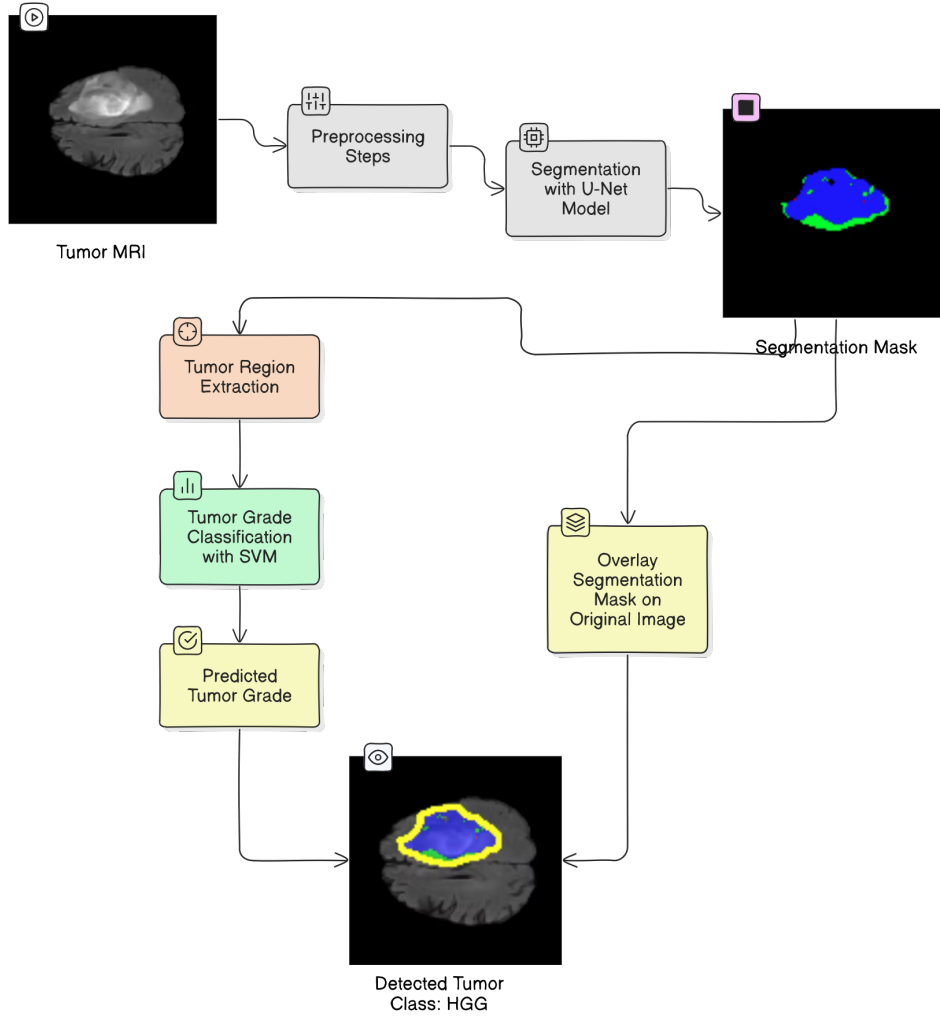 Tumor MRI
Preprocessing
Steps
Segmentation
with U-Net
Model
Segmentation Mask
Tumor Region
Extraction
Tumor Grade
Classification
with SVM
Predicted
Tumor Grade
Overlay
Segmentation
Mask on
Original Image
Detected Tumor
Class: HGG